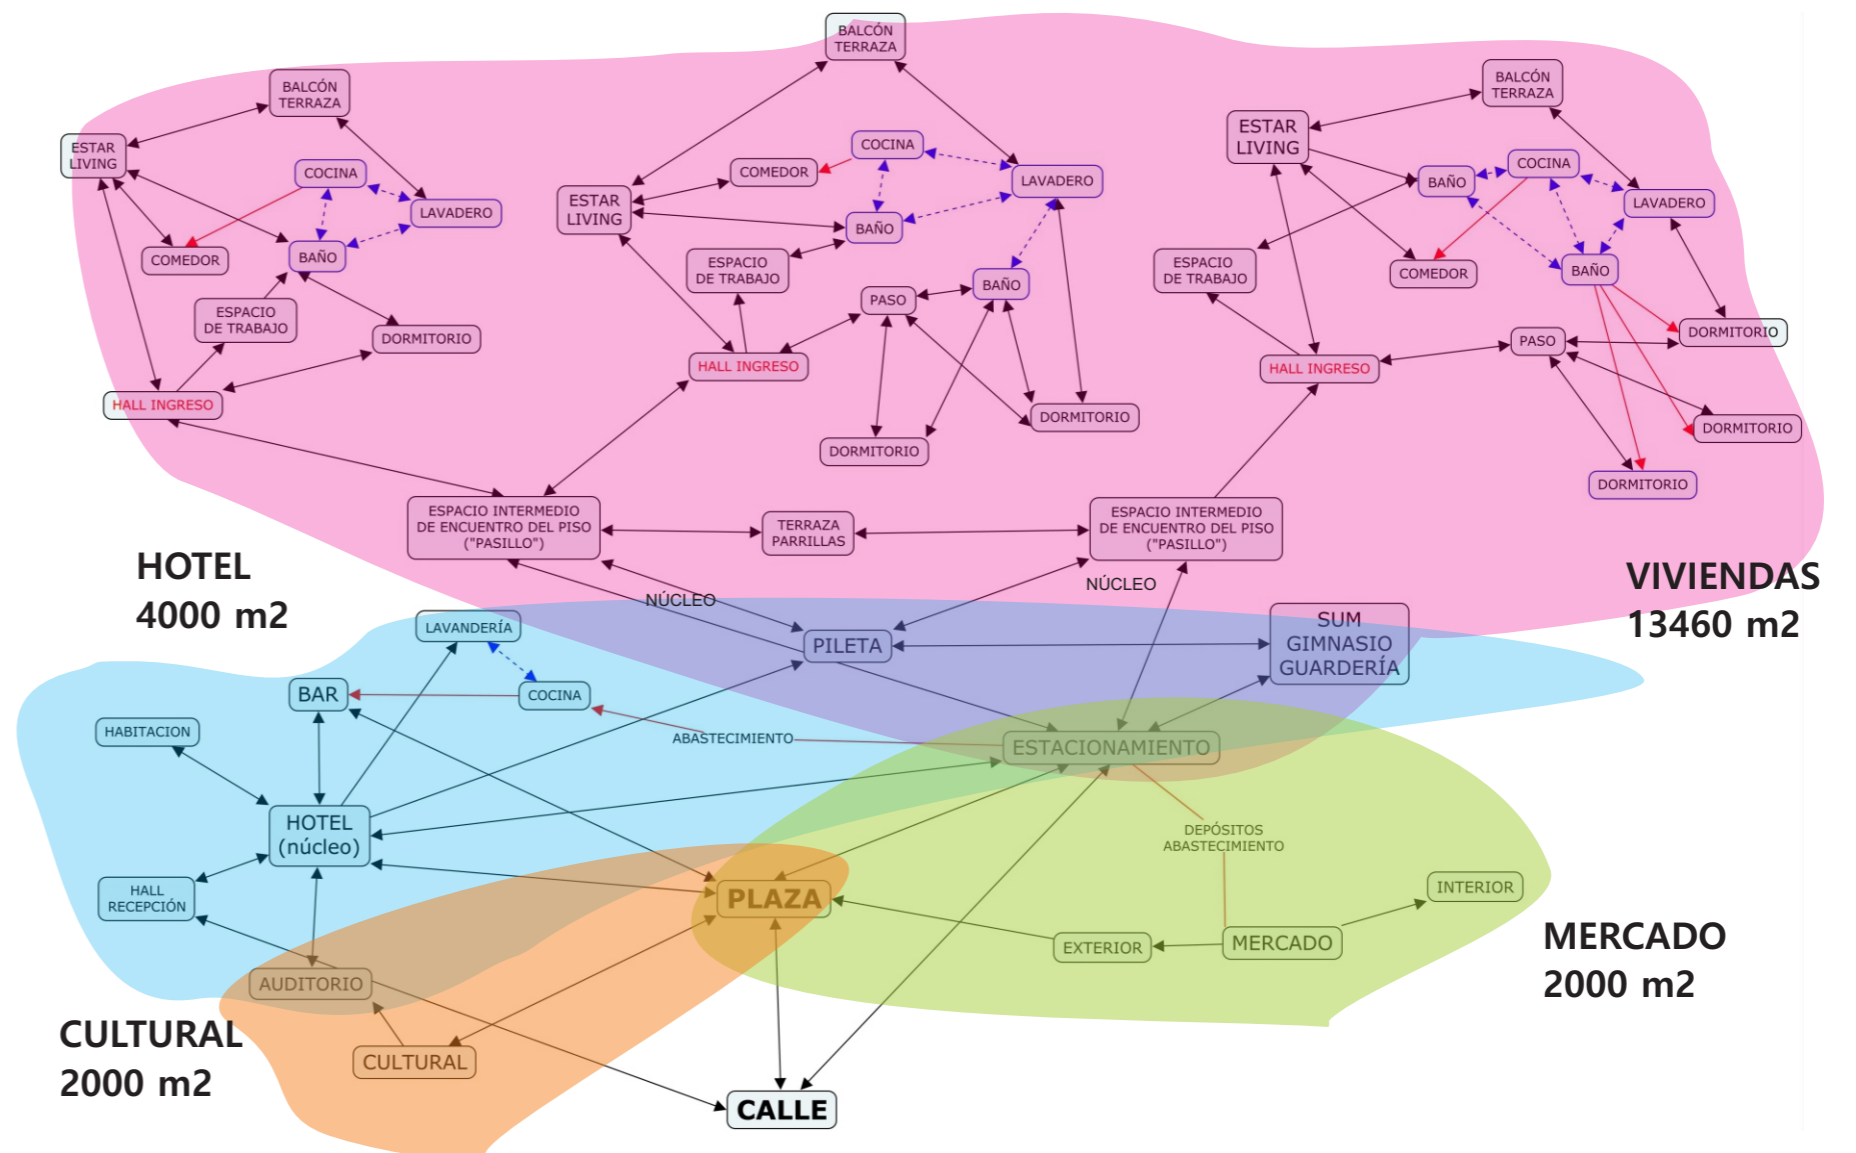 BALCÓN
TERRAZA
BALCÓN
TERRAZA
BALCÓN
TERRAZA
ESTAR
LIVING
COCINA
LAVADERO
COMEDOR
BAÑO
ESPACIO
DE TRABAJO
DORMITORIO
HALL INGRESO
COCINA
COMEDOR
LAVADERO
ESTAR
LIVING
BAÑO
ESPACIO
DE TRABAJO
BAÑO
PASO
HALL INGRESO
DORMITORIO
DORMITORIO
ESTAR
LIVING
COCINA
BAÑO
LAVADERO
ESPACIO
DE TRABAJO
COMEDOR
BAÑO
DORMITORIO
PASO
HALL INGRESO
DORMITORIO
DORMITORIO
ESPACIO INTERMEDIO
DE ENCUENTRO DEL PISO
("PASILLO")
TERRAZA
PARRILLAS
ESPACIO INTERMEDIO
DE ENCUENTRO DEL PISO
("PASILLO")
HOTEL
4000 m2
NÚCLEO
NÚCLEO
VIVIENDAS
13460 m2
LAVANDERÍA
PILETA
SUM
GIMNASIO
GUARDERÍA
BAR
COCINA
HABITACION
ABASTECIMIENTO
ESTACIONAMIENTO
HOTEL
(núcleo)
DEPÓSITOS
ABASTECIMIENTO
HALL
RECEPCIÓN
PLAZA
INTERIOR
EXTERIOR
MERCADO
MERCADO
2000 m2
AUDITORIO
CULTURAL
2000 m2
CULTURAL
CALLE